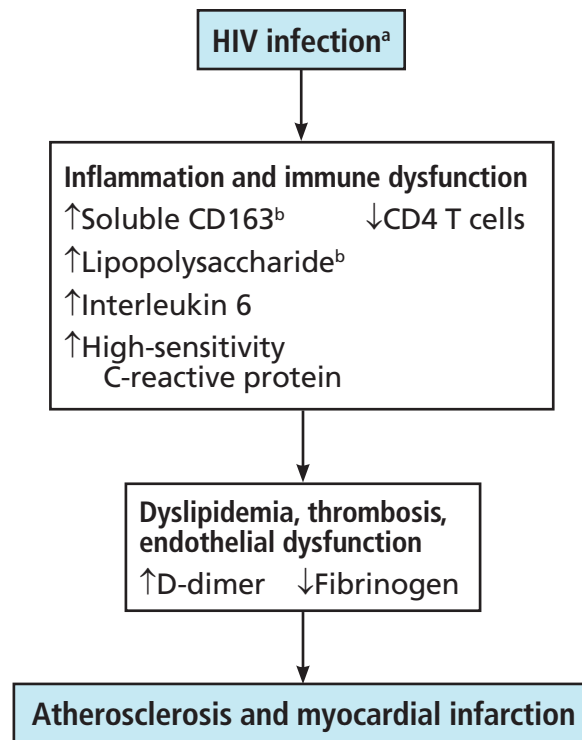 HIV infectionᵃ
Inflammation and immune dysfunction
↑Soluble CD163ᵇ ↓CD4 T cells
↑Lipopolysaccharideᵇ
↑Interleukin 6
↑High-sensitivity
C-reactive protein
Dyslipidemia, thrombosis,
endothelial dysfunction
↑D-dimer ↓Fibrinogen
Atherosclerosis and myocardial infarction